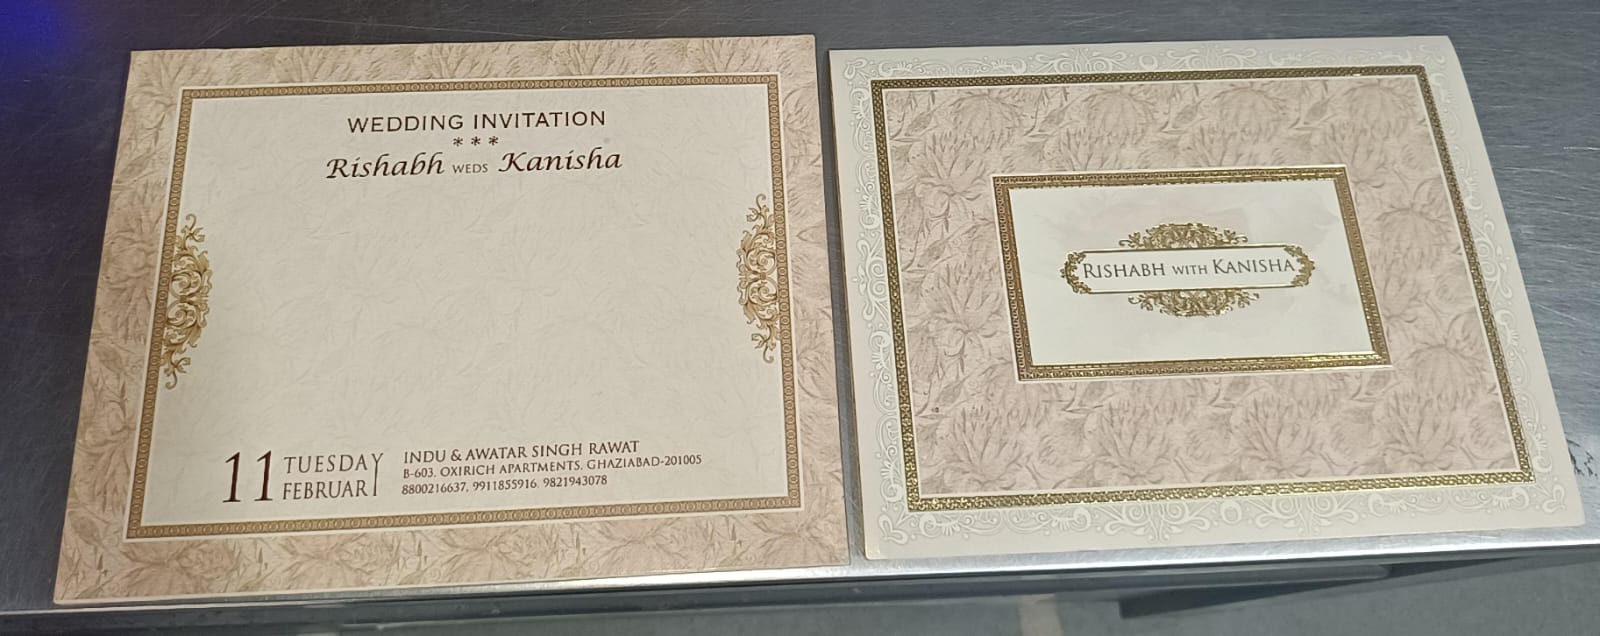 WEDDING INVITATION
***
Rishabh WEDS Kanisha
11 TUESDAY
FEBRUARY
INDU & AWATAR SINGH RAWAT
B-603, OXIRICH APARTMENTS, GHAZIABAD-201005
8800216637, 9911855916, 9821943078
RISHABH WITH KANISHA